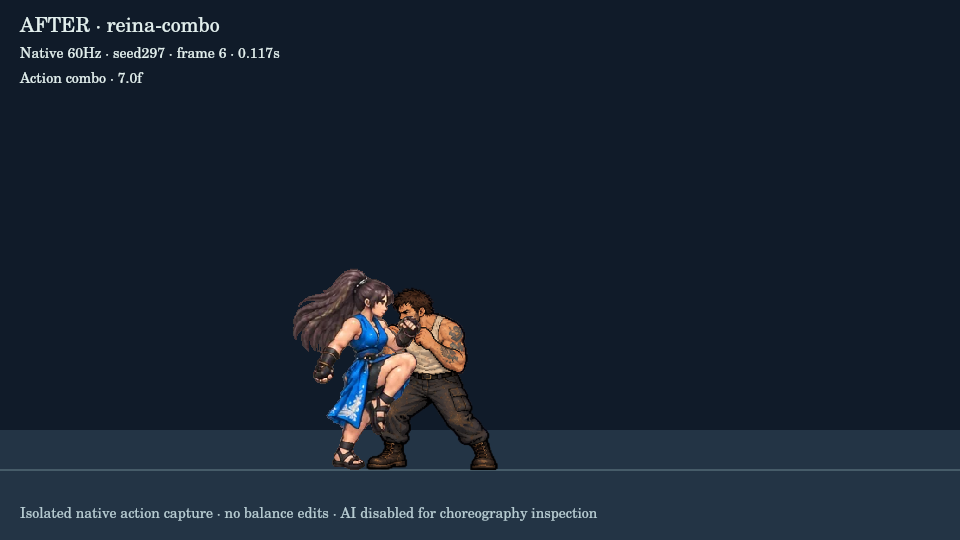 AFTER · reina-combo
Native 60Hz · seed297 · frame 6 · 0.117s
Action combo · 7.0f
Isolated native action capture · no balance edits · AI disabled for choreography inspection